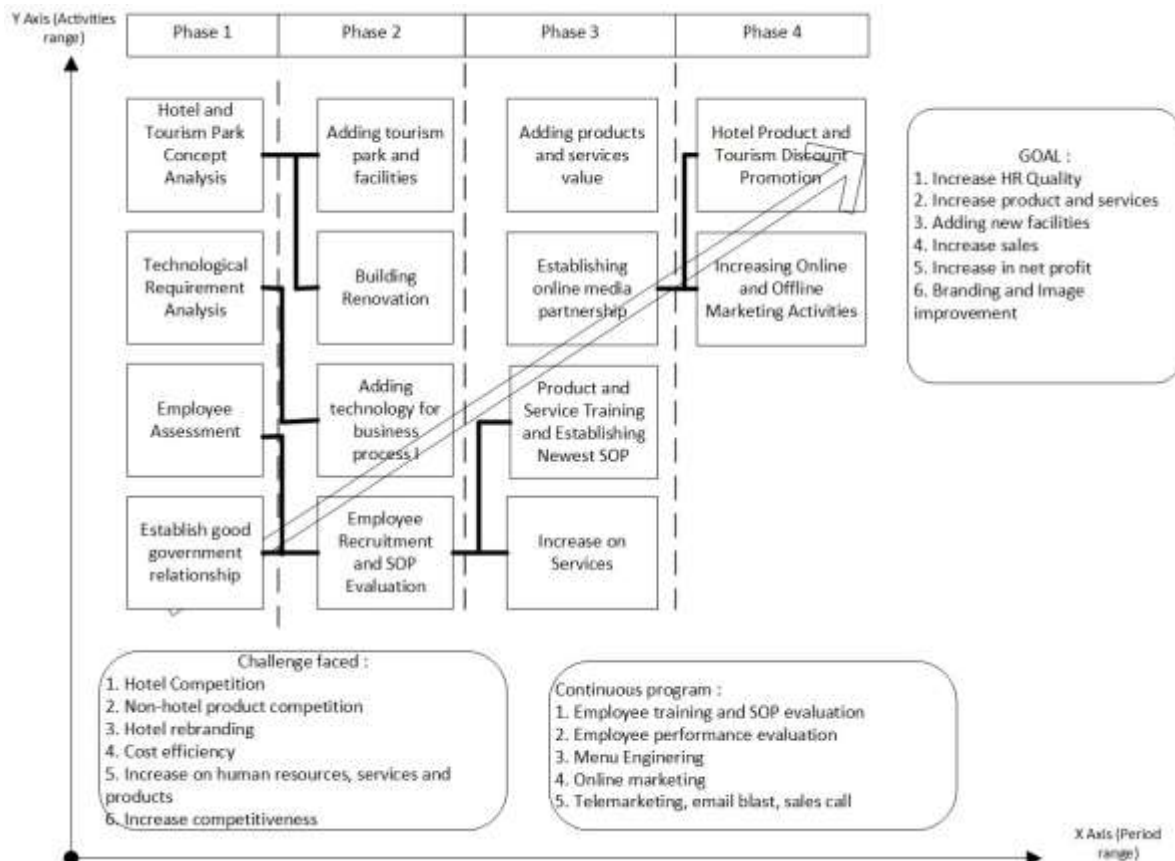 Y Axis (Activities
range)
Phase 1
Phase 2
Phase 3
Phase 4
Hotel and
Tourism Park
Concept
Analysis
Adding tourism
park and
facilities
Adding products
and services
value
Hotel Product and
Tourism Discount
Promotion
Technological
Requirement
Analysis
Building
Renovation
Establishing
online media
partnership
Increasing Online
and Offline
Marketing Activities
Employee
Assessment
Adding
technology for
business
process I
Product and
Service Training
and Establishing
Newest SOP
Establish good
government
relationship
Employee
Recruitment
and SOP
Evaluation
Increase on
Services
GOAL :
1. Increase HR Quality
2. Increase product and services
3. Adding new facilities
4. Increase sales
5. Increase in net profit
6. Branding and Image
improvement
Challenge faced :
1. Hotel Competition
2. Non-hotel product competition
3. Hotel rebranding
4. Cost efficiency
5. Increase on human resources, services and
products
6. Increase competitiveness
Continuous program :
1. Employee training and SOP evaluation
2. Employee performance evaluation
3. Menu Enginering
4. Online marketing
5. Telemarketing, email blast, sales call
X Axis (Period
range)